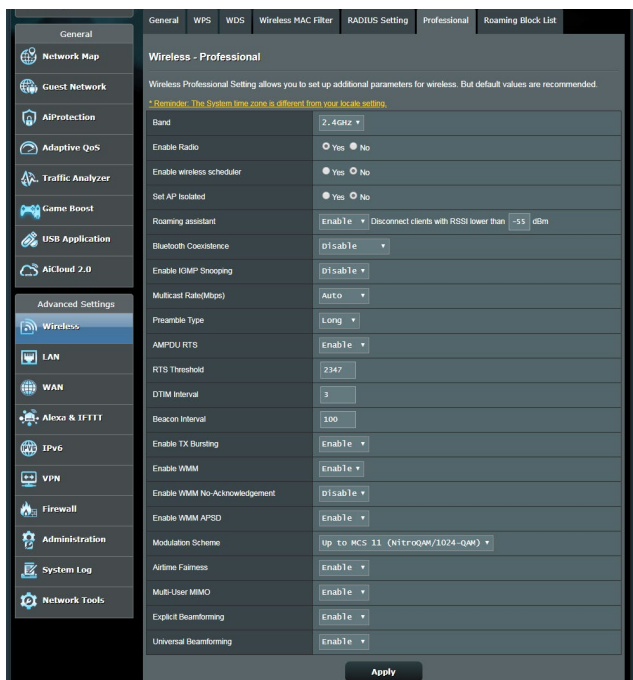 General WPS WDS Wireless MAC Filter RADIUS Setting Professional Roaming Block List
General
Network Map
Guest Network
AiProtection
Adaptive QoS
Traffic Analyzer
Game Boost
USB Application
AiCloud 2.0
Advanced Settings
Wireless
LAN
WAN
Alexa & IFTTT
IPv6
VPN
Firewall
Administration
System Log
Network Tools
Wireless - Professional
Wireless Professional Setting allows you to set up additional parameters for wireless. But default values are recommended.
* Reminder: The System time zone is different from your locale setting.
Band 2.4GHz
Enable Radio Yes No
Enable wireless scheduler Yes No
Set AP Isolated Yes No
Roaming assistant Enable Disconnect clients with RSSI lower than -55 dBm
Bluetooth Coexistence Disable
Enable IGMP Snooping Disable
Multicast Rate(Mbps) Auto
Preamble Type Long
AMPDU RTS Enable
RTS Threshold 2347
DTIM Interval 3
Beacon Interval 100
Enable TX Bursting Enable
Enable WMM Enable
Enable WMM No-Acknowledgement Disable
Enable WMM APSD Enable
Modulation Scheme Up to MCS 11 (NitroQAM/1024-QAM)
Airtime Fairness Enable
Multi-User MIMO Enable
Explicit Beamforming Enable
Universal Beamforming Enable
Apply